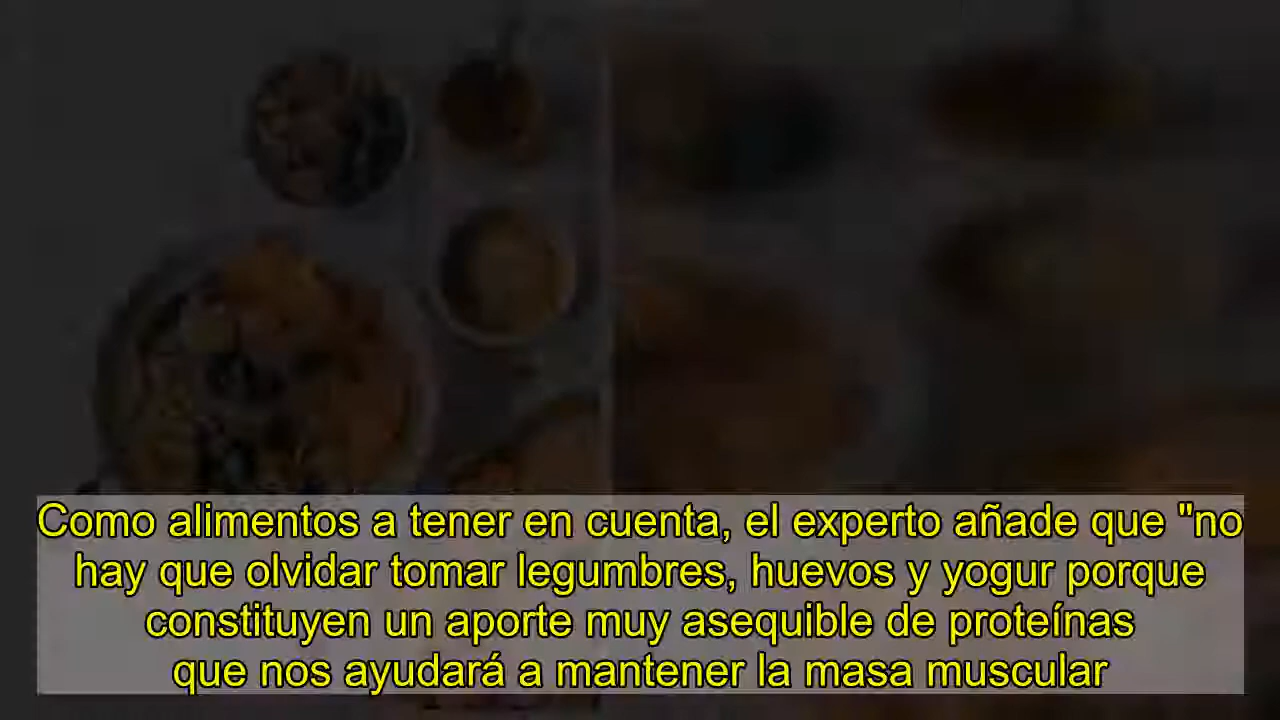 Como alimentos a tener en cuenta, el experto añade que "no
hay que olvidar tomar legumbres, huevos y yogur porque
constituyen un aporte muy asequible de proteínas
que nos ayudará a mantener la masa muscular